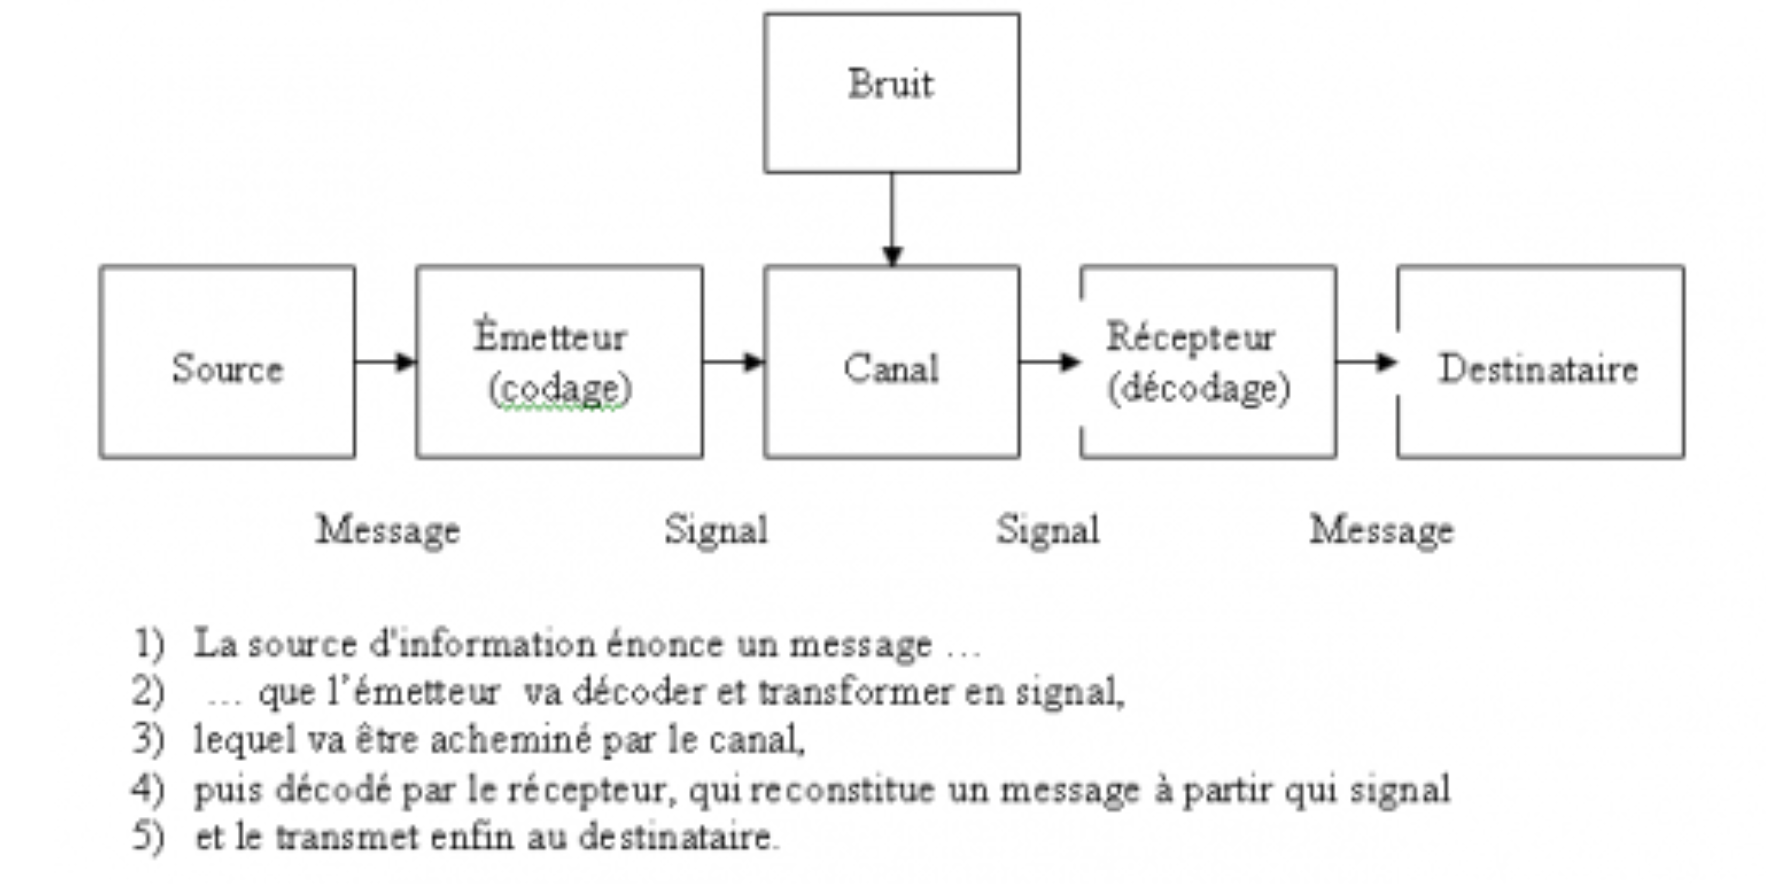 Bruit
Source
Émetteur
(codage)
Canal
Récepteur
(décodage)
Destinataire
Message
Signal
Signal
Message
1) La source d'information énonce un message ...
2) ... que l'émetteur va décoder et transformer en signal,
3) lequel va être acheminé par le canal,
4) puis décodé par le récepteur, qui reconstitue un message à partir qui signal
5) et le transmet enfin au destinataire.